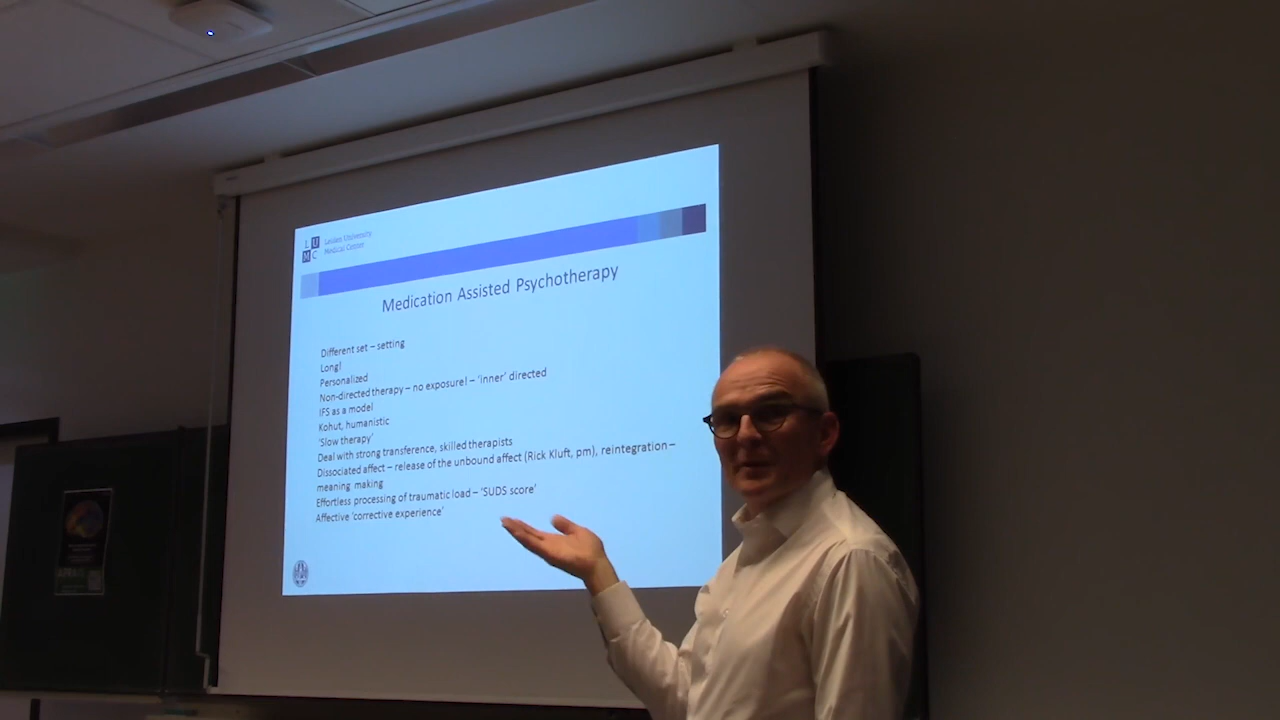 L U
M C
Leiden University
Medical Center
Medication Assisted Psychotherapy
Different set – setting
Long!
Personalized
Non-directed therapy – no exposure! – ‘inner’ directed
IFS as a model
Kohut, humanistic
‘Slow therapy’
Deal with strong transference, skilled therapists
Dissociated affect – release of the unbound affect (Rick Kluft, pm), reintegration –
meaning making
Effortless processing of traumatic load – ‘SUDS score’
Affective ‘corrective experience’